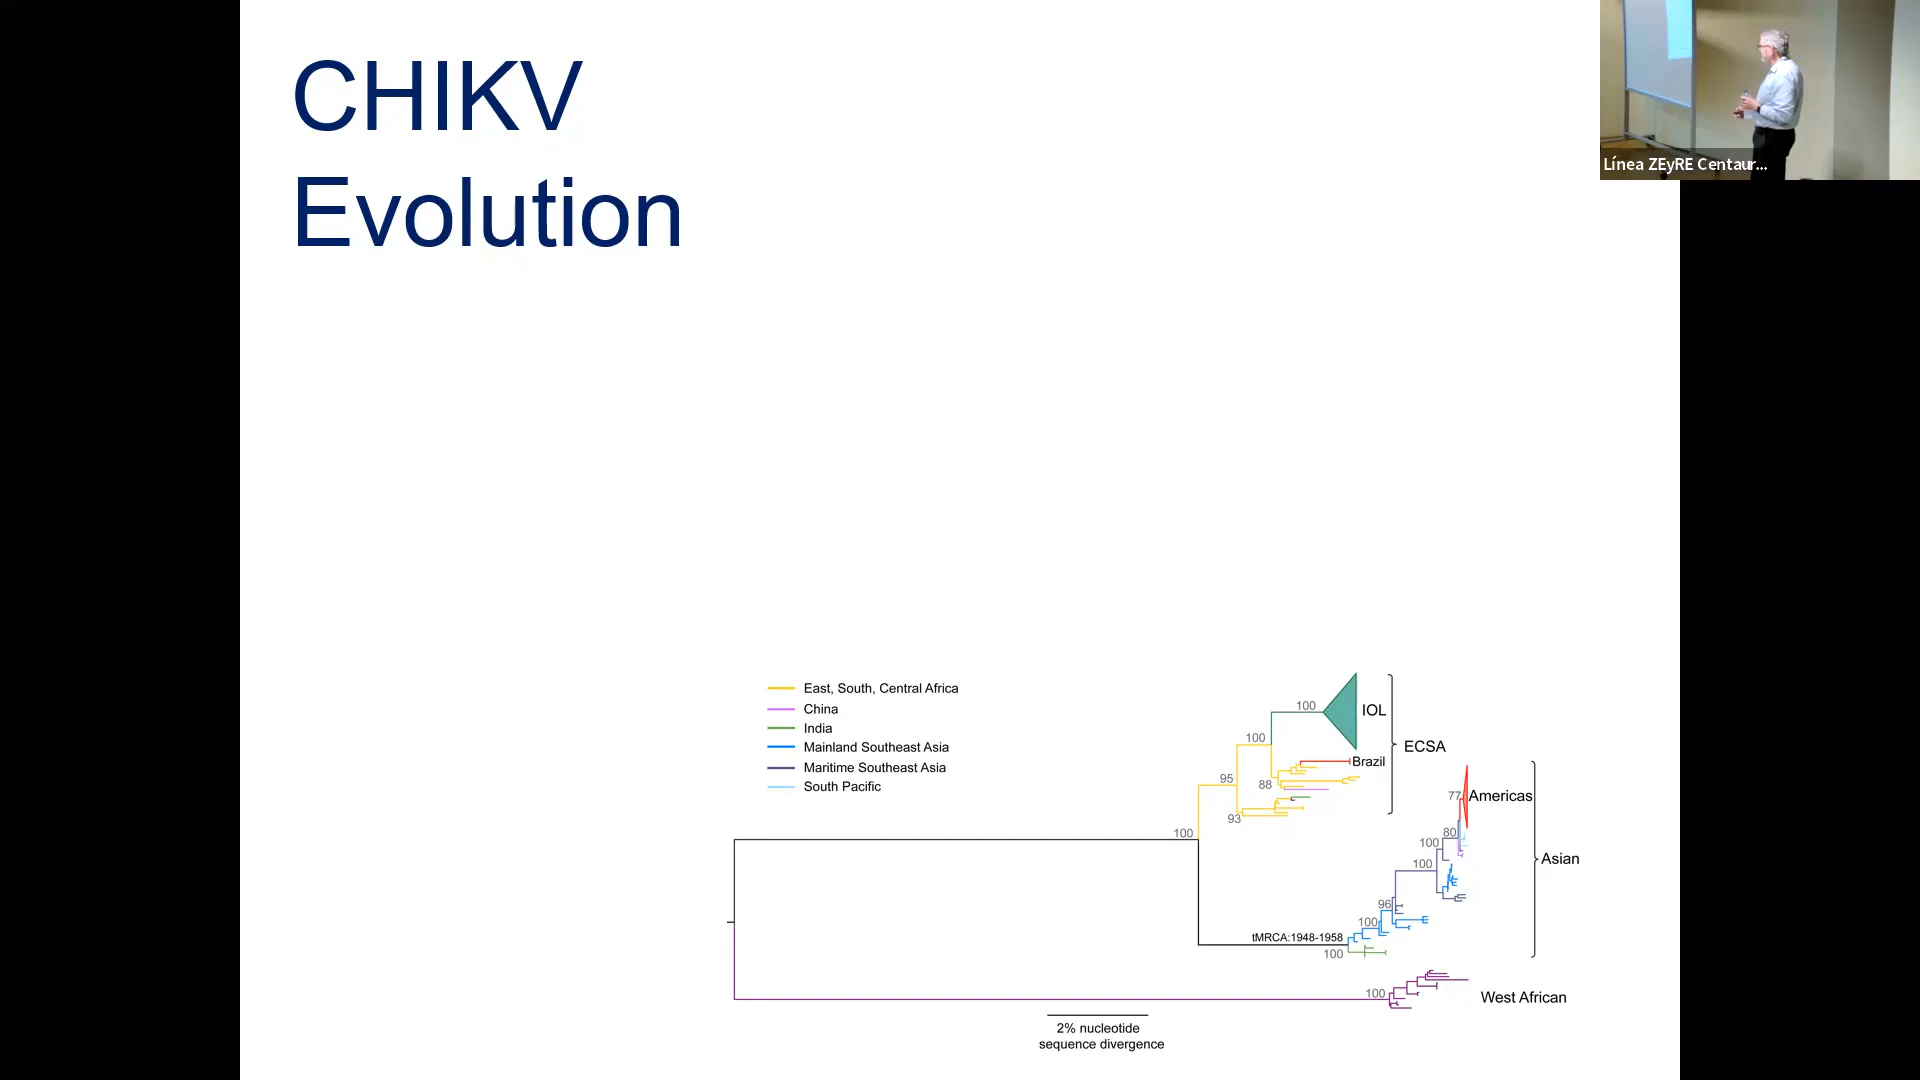 CHIKV
Evolution
Línea ZEyRE Centaur...
East, South, Central Africa
China
India
Mainland Southeast Asia
Maritime Southeast Asia
South Pacific
100
IOL
100
ECSA
Brazil
95
88
93
77
Americas
100
80
100
100
Asian
96
100
tMRCA:1948-1958
100
100
West African
2% nucleotide
sequence divergence